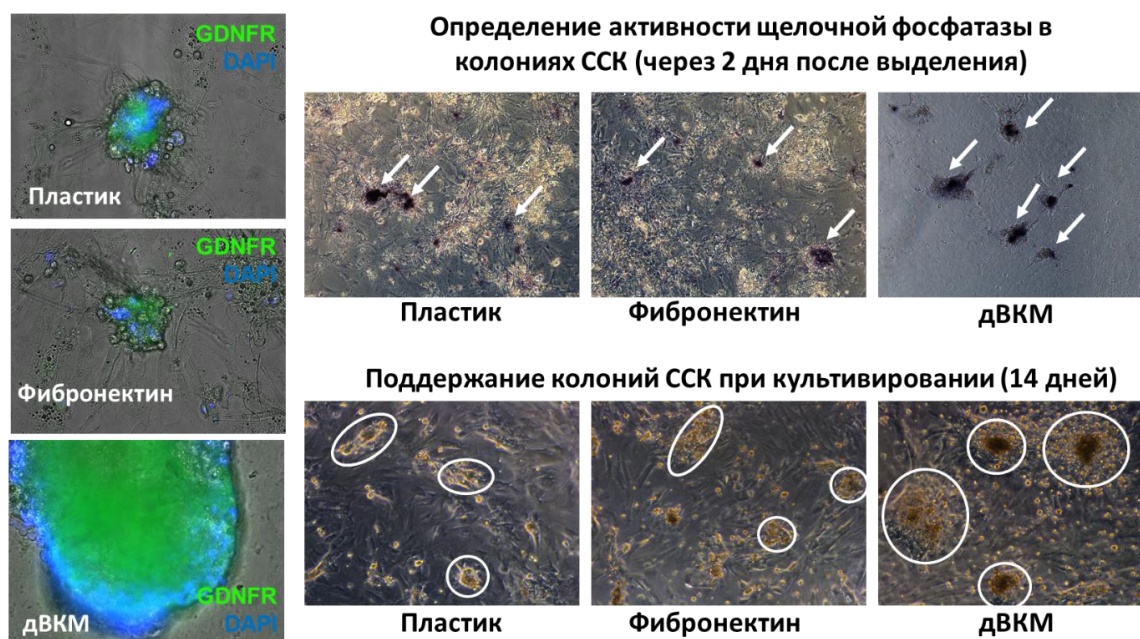 GDNFR
DAPI
Пластик
GDNFR
DAPI
Фибронектин
GDNFR
DAPI
дВКМ
Определение активности щелочной фосфатазы в
колониях ССК (через 2 дня после выделения)
Пластик
Фибронектин
дВКМ
Поддержание колоний ССК при культивировании (14 дней)
Пластик
Фибронектин
дВКМ